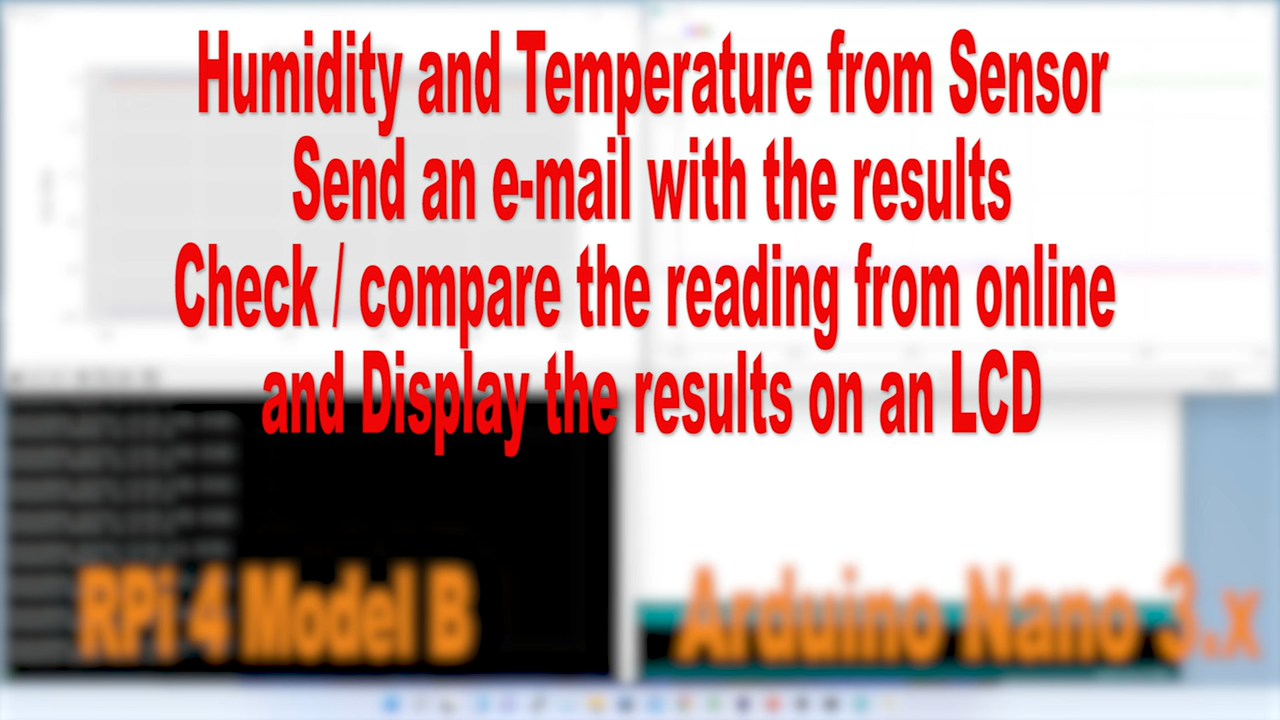 Humidity and Temperature from Sensor
Send an e-mail with the results
Check / compare the reading from online
and Display the results on an LCD
RPi 4 Model B
Arduino Nano 3.x